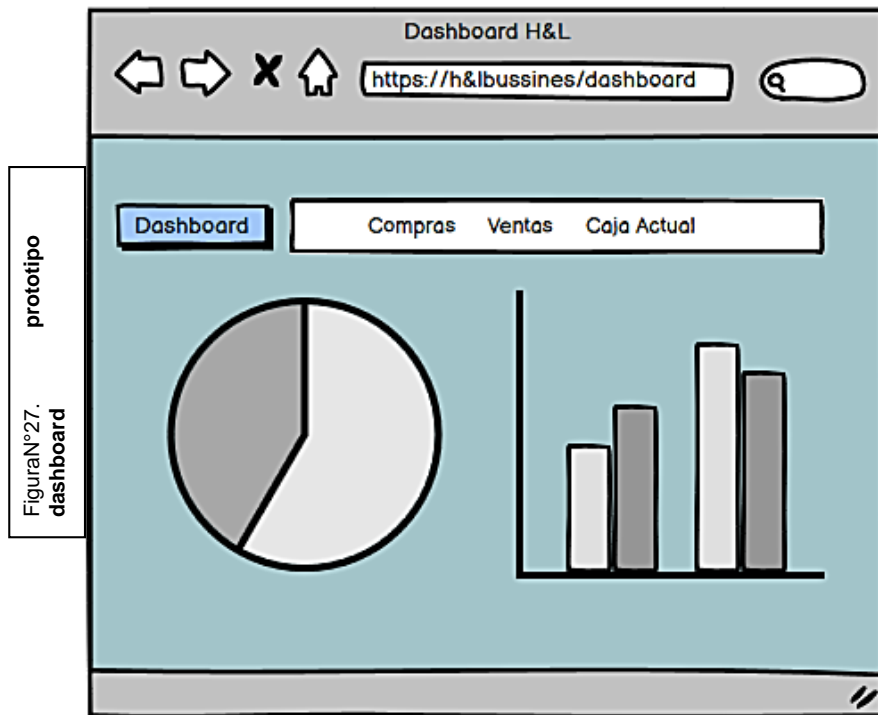 Dashboard H&L
https://h&lbussines/dashboard
Dashboard
Compras Ventas Caja Actual
FiguraN°27. prototipo
dashboard